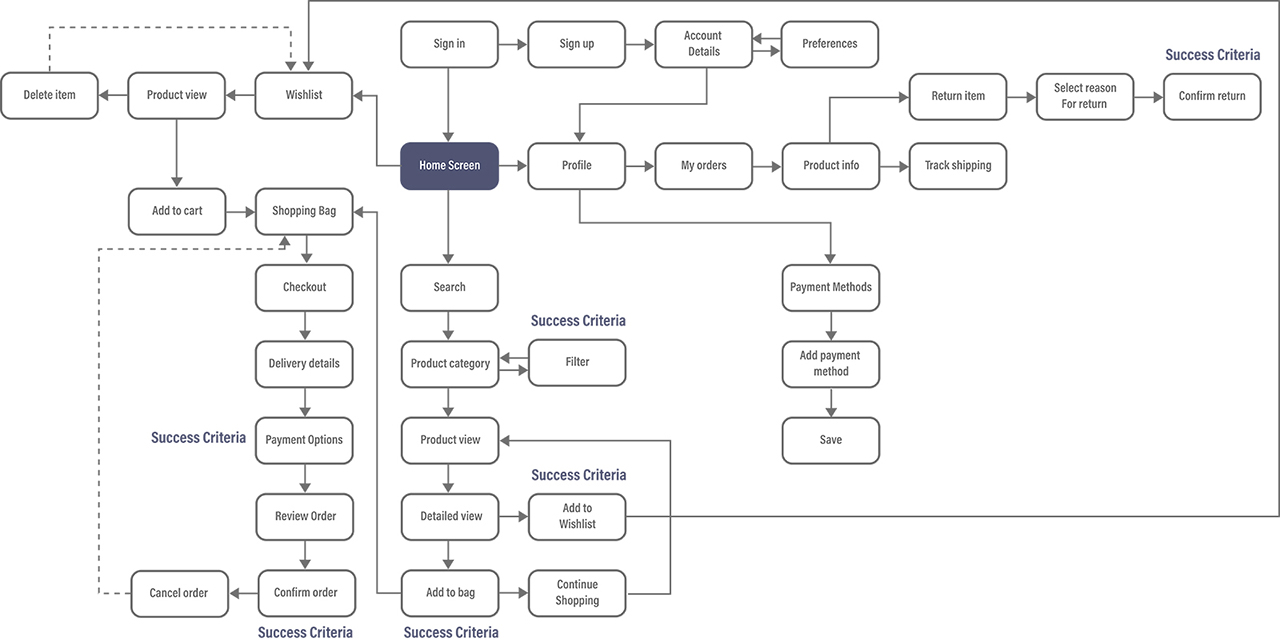 Sign in
Sign up
Account
Details
Preferences
Success Criteria
Delete item
Product view
Wishlist
Return item
Select reason
For return
Confirm return
Home Screen
Profile
My orders
Product info
Track shipping
Add to cart
Shopping Bag
Checkout
Search
Payment Methods
Success Criteria
Delivery details
Product category
Filter
Add payment
method
Success Criteria
Payment Options
Product view
Save
Success Criteria
Review Order
Detailed view
Add to
Wishlist
Cancel order
Confirm order
Add to bag
Continue
Shopping
Success Criteria
Success Criteria